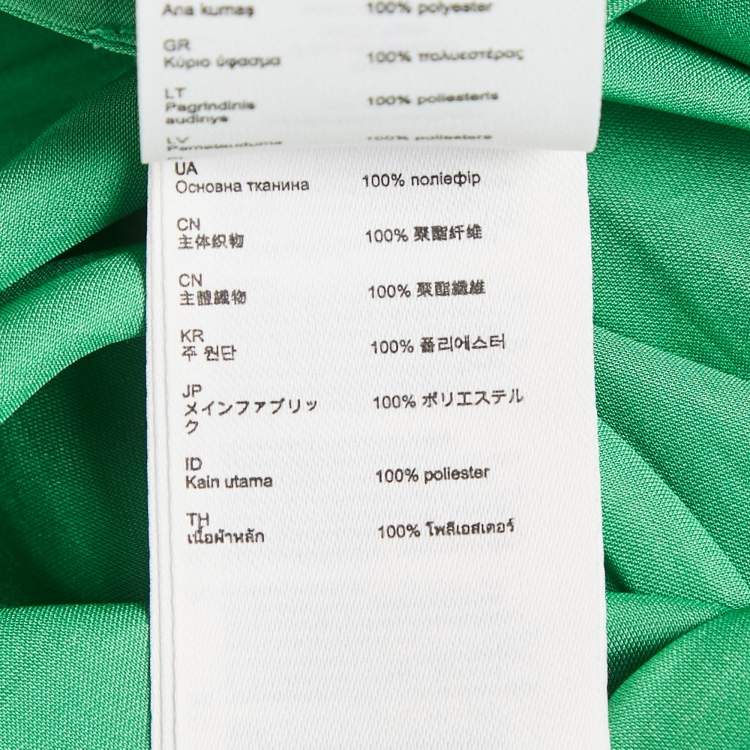 Ana kumaş 100% polyester
GR
Κύριο ύφασμα 100% πολυεστέρας
LT
Pagrindinis 100% poliesteris
audinys
LV
Pamataudums 100% poliesters
UA
Основна тканина 100% поліефір
CN
主体织物 100% 聚酯纤维
CN
主體織物 100% 聚酯纖維
KR
주 원단 100% 폴리에스터
JP
メインファブリッ 100% ポリエステル
ク
ID
Kain utama 100% poliester
TH
เนื้อผ้าหลัก 100% โพลีเอสเตอร์